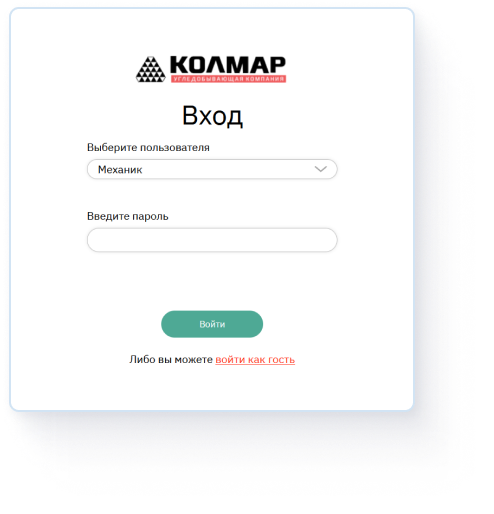 КОЛМАР
УГЛЕДОБЫВАЮЩАЯ КОМПАНИЯ
Вход
Выберите пользователя
Механик
Введите пароль
Войти
Либо вы можете войти как гость